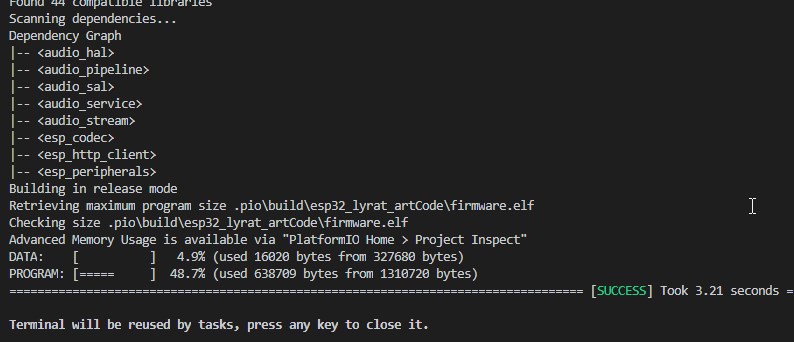 Found 44 compatible libraries
Scanning dependencies...
Dependency Graph
|-- <audio_hal>
|-- <audio_pipeline>
|-- <audio_sal>
|-- <audio_service>
|-- <audio_stream>
|-- <esp_codec>
|-- <esp_http_client>
|-- <esp_peripherals>
Building in release mode
Retrieving maximum program size .pio\build\esp32_lyrat_artCode\firmware.elf
Checking size .pio\build\esp32_lyrat_artCode\firmware.elf
Advanced Memory Usage is available via "PlatformIO Home > Project Inspect"
DATA:    [          ]   4.9% (used 16020 bytes from 327680 bytes)
PROGRAM: [=====     ]  48.7% (used 638709 bytes from 1310720 bytes)
================================================================================== [SUCCESS] Took 3.21 seconds =
Terminal will be reused by tasks, press any key to close it.